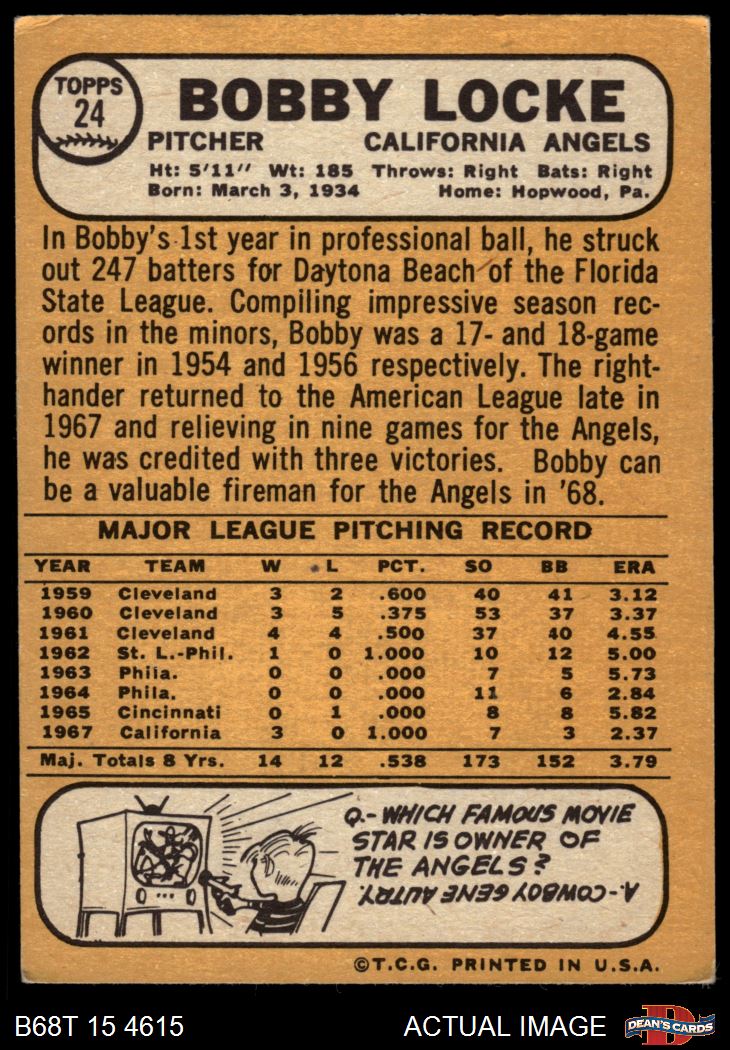 TOPPS
24
BOBBY LOCKE
PITCHER CALIFORNIA ANGELS
Ht: 5'11" Wt: 185 Throws: Right Bats: Right
Born: March 3, 1934 Home: Hopwood, Pa.
In Bobby's 1st year in professional ball, he struck
out 247 batters for Daytona Beach of the Florida
State League. Compiling impressive season rec-
ords in the minors, Bobby was a 17- and 18-game
winner in 1954 and 1956 respectively. The right-
hander returned to the American League late in
1967 and relieving in nine games for the Angels,
he was credited with three victories. Bobby can
be a valuable fireman for the Angels in '68.
MAJOR LEAGUE PITCHING RECORD
YEAR TEAM W L PCT. SO BB ERA
1959 Cleveland 3 2 .600 40 41 3.12
1960 Cleveland 3 5 .375 53 37 3.37
1961 Cleveland 4 4 .500 37 40 4.55
1962 St. L.-Phil. 1 0 1.000 10 12 5.00
1963 Phila. 0 0 .000 7 5 5.73
1964 Phila. 0 0 .000 11 6 2.84
1965 Cincinnati 0 1 .000 8 8 5.82
1967 California 3 0 1.000 7 3 2.37
Maj. Totals 8 Yrs. 14 12 .538 173 152 3.79
Q.- WHICH FAMOUS MOVIE
STAR IS OWNER OF
THE ANGELS?
A.- COWBOY GENE AUTRY.
©T.C.G. PRINTED IN U.S.A.
B68T 15 4615 ACTUAL IMAGE
D
DEAN'S CARDS